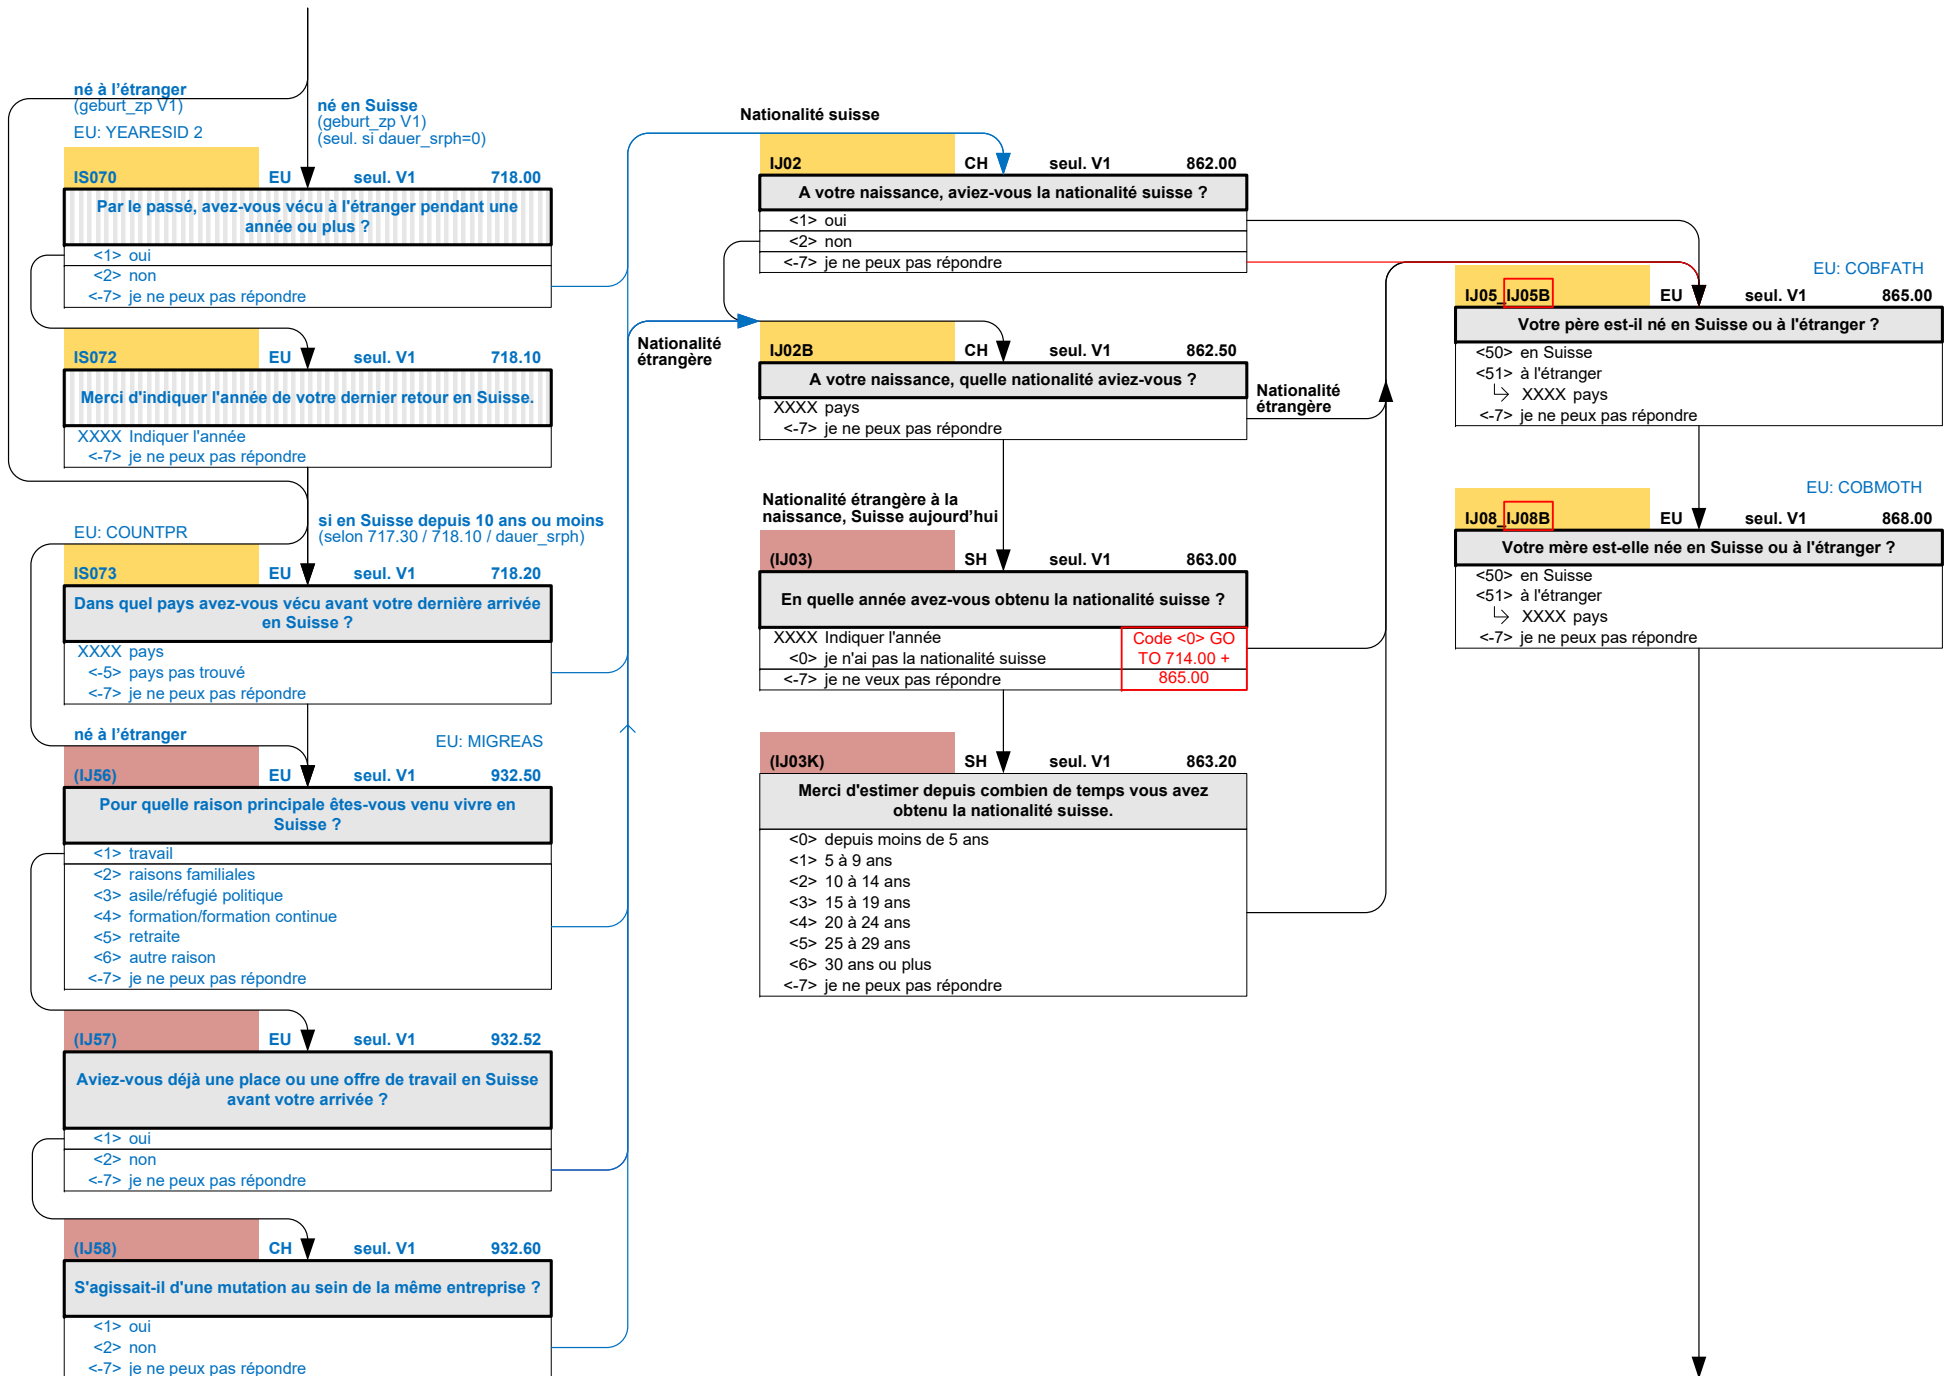 né à l'étranger
(geburt_zp V1)
EU: YEARESID 2
né en Suisse
(geburt_zp V1)
(seul. si dauer_srph=0)
IS070 EU seul. V1 718.00
Par le passé, avez-vous vécu à l'étranger pendant une
année ou plus ?
<1> oui
<2> non
<-7> je ne peux pas répondre
IS072 EU seul. V1 718.10
Merci d'indiquer l'année de votre dernier retour en Suisse.
XXXX Indiquer l'année
<-7> je ne peux pas répondre
EU: COUNTPR
si en Suisse depuis 10 ans ou moins
(selon 717.30 / 718.10 / dauer_srph)
IS073 EU seul. V1 718.20
Dans quel pays avez-vous vécu avant votre dernière arrivée
en Suisse ?
XXXX pays
<-5> pays pas trouvé
<-7> je ne peux pas répondre
né à l'étranger
EU: MIGREAS
(IJ56) EU seul. V1 932.50
Pour quelle raison principale êtes-vous venu vivre en
Suisse ?
<1> travail
<2> raisons familiales
<3> asile/réfugié politique
<4> formation/formation continue
<5> retraite
<6> autre raison
<-7> je ne peux pas répondre
(IJ57) EU seul. V1 932.52
Aviez-vous déjà une place ou une offre de travail en Suisse
avant votre arrivée ?
<1> oui
<2> non
<-7> je ne peux pas répondre
(IJ58) CH seul. V1 932.60
S'agissait-il d'une mutation au sein de la même entreprise ?
<1> oui
<2> non
<-7> je ne peux pas répondre
Nationalité suisse
IJ02 CH seul. V1 862.00
A votre naissance, aviez-vous la nationalité suisse ?
<1> oui
<2> non
<-7> je ne peux pas répondre
Nationalité
étrangère
IJ02B CH seul. V1 862.50
A votre naissance, quelle nationalité aviez-vous ?
XXXX pays
<-7> je ne peux pas répondre
Nationalité
étrangère
Nationalité étrangère à la
naissance, Suisse aujourd'hui
(IJ03) SH seul. V1 863.00
En quelle année avez-vous obtenu la nationalité suisse ?
XXXX Indiquer l'année
<0> je n'ai pas la nationalité suisse
<-7> je ne veux pas répondre
Code <0> GO
TO 714.00 +
865.00
(IJ03K) SH seul. V1 863.20
Merci d'estimer depuis combien de temps vous avez
obtenu la nationalité suisse.
<0> depuis moins de 5 ans
<1> 5 à 9 ans
<2> 10 à 14 ans
<3> 15 à 19 ans
<4> 20 à 24 ans
<5> 25 à 29 ans
<6> 30 ans ou plus
<-7> je ne peux pas répondre
EU: COBFATH
IJ05_IJ05B EU seul. V1 865.00
Votre père est-il né en Suisse ou à l'étranger ?
<50> en Suisse
<51> à l'étranger
XXXX pays
<-7> je ne peux pas répondre
EU: COBMOTH
IJ08_IJ08B EU seul. V1 868.00
Votre mère est-elle née en Suisse ou à l'étranger ?
<50> en Suisse
<51> à l'étranger
XXXX pays
<-7> je ne peux pas répondre